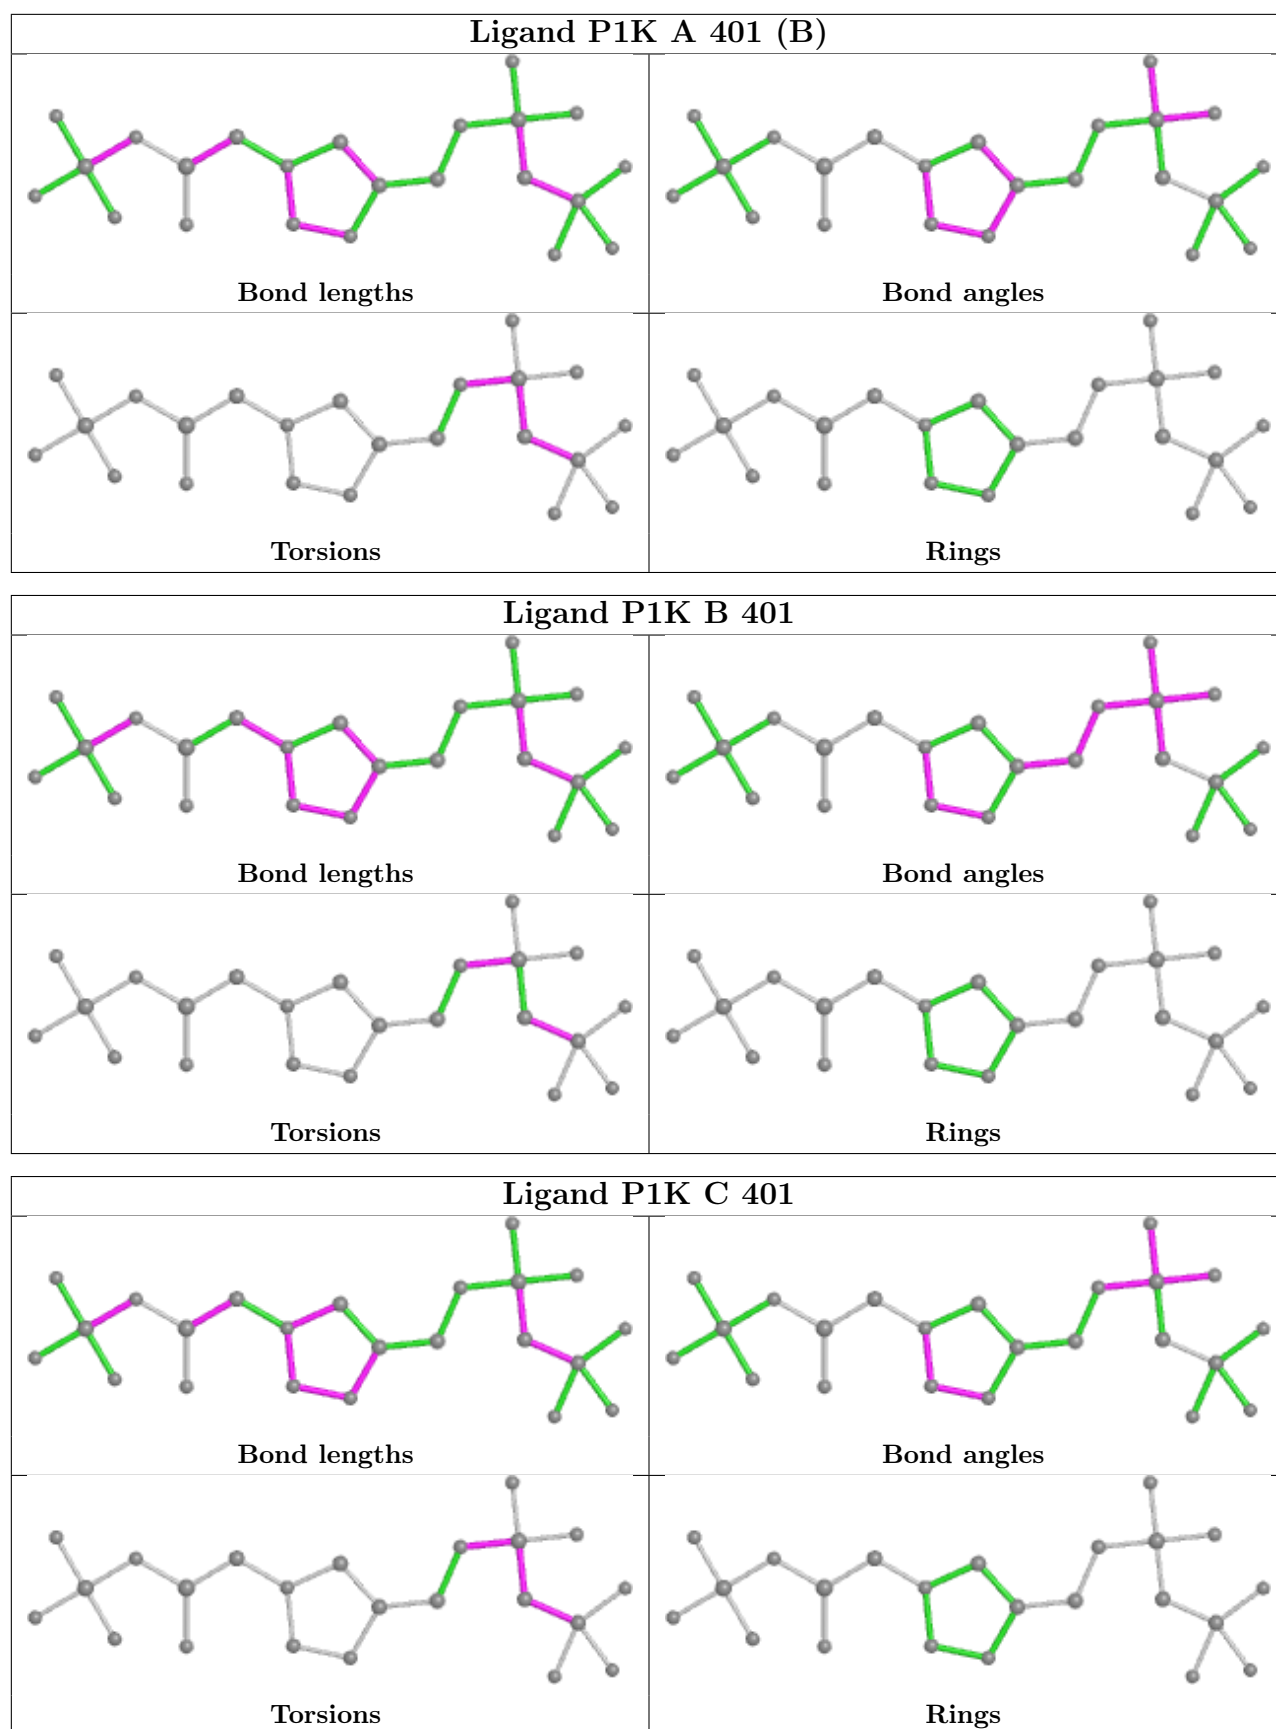 Ligand P1K A 401 (B)
Bond lengths
Bond angles
Torsions
Rings
Ligand P1K B 401
Bond lengths
Bond angles
Torsions
Rings
Ligand P1K C 401
Bond lengths
Bond angles
Torsions
Rings